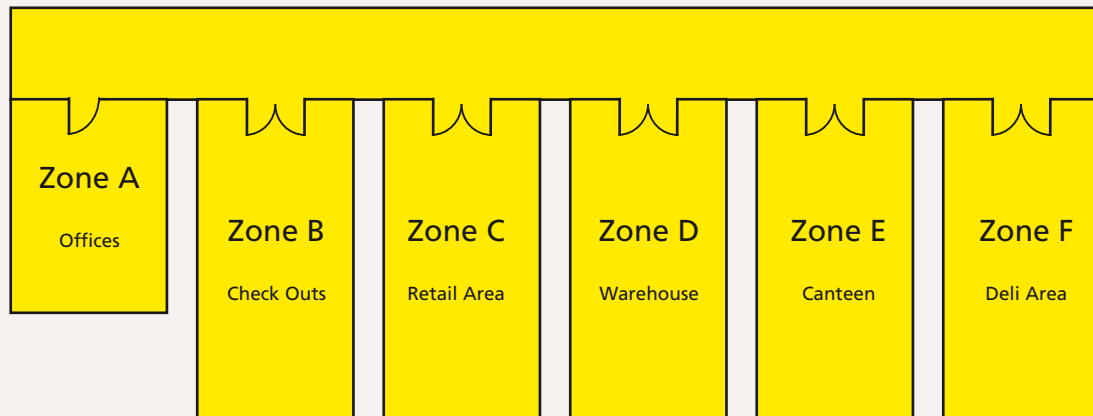 Zone A
Offices
Zone B
Check Outs
Zone C
Retail Area
Zone D
Warehouse
Zone E
Canteen
Zone F
Deli Area